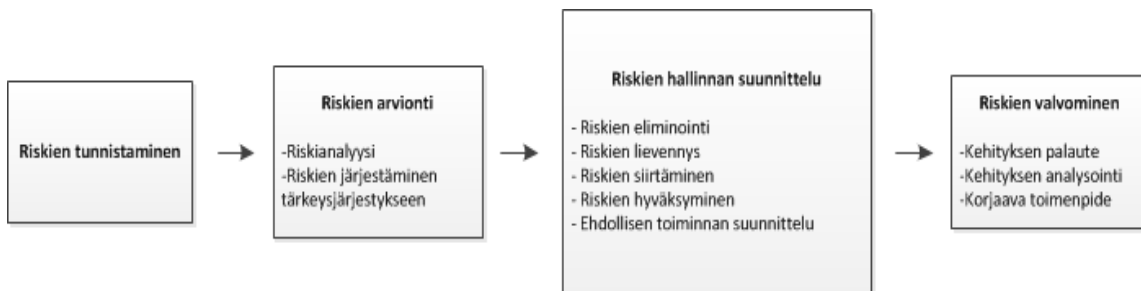 Riskien tunnistaminen
Riskien arvionti
-Riskianalyysi
-Riskien järjestäminen
tärkeysjärjestykseen
Riskien hallinnan suunnittelu
- Riskien eliminointi
- Riskien lievennys
- Riskien siirtäminen
- Riskien hyväksyminen
- Ehdollisen toiminnan suunnittelu
Riskien valvominen
-Kehityksen palaute
-Kehityksen analysointi
-Korjaava toimenpide